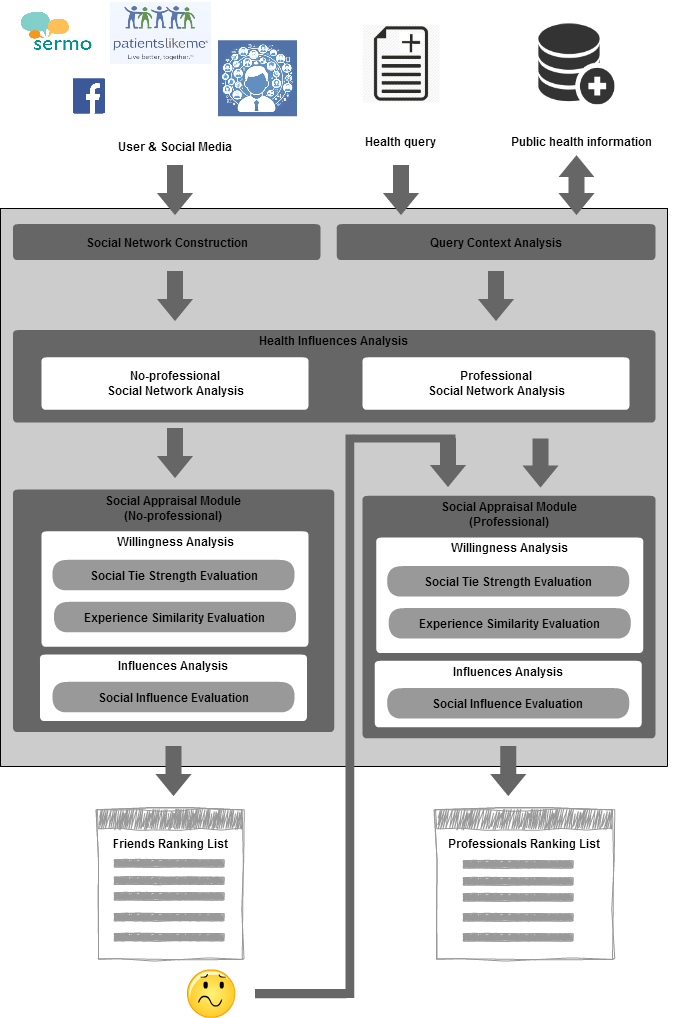 sermo
patientslikeme®
Live better, together.™
User & Social Media
Health query
Public health information
Social Network Construction
Query Context Analysis
Health Influences Analysis
No-professional
Social Network Analysis
Professional
Social Network Analysis
Social Appraisal Module
(No-professional)
Willingness Analysis
Social Tie Strength Evaluation
Experience Similarity Evaluation
Influences Analysis
Social Influence Evaluation
Social Appraisal Module
(Professional)
Willingness Analysis
Social Tie Strength Evaluation
Experience Similarity Evaluation
Influences Analysis
Social Influence Evaluation
Friends Ranking List
Professionals Ranking List